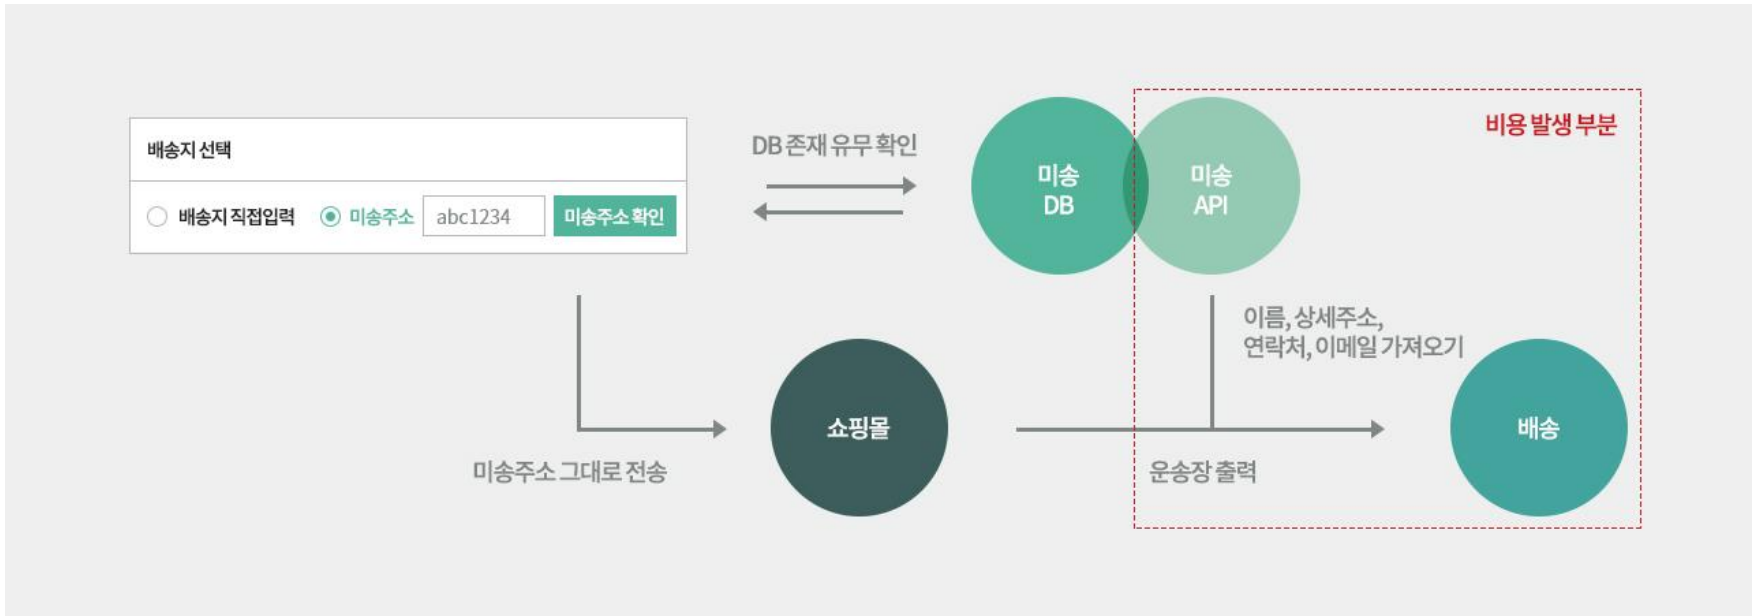 배송지 선택
배송지 직접입력 미송주소 abc1234 미송주소 확인
DB 존재 유무 확인
미송
DB
미송
API
비용 발생 부분
이름, 상세주소,
연락처, 이메일 가져오기
쇼핑몰
배송
미송주소 그대로 전송
운송장 출력